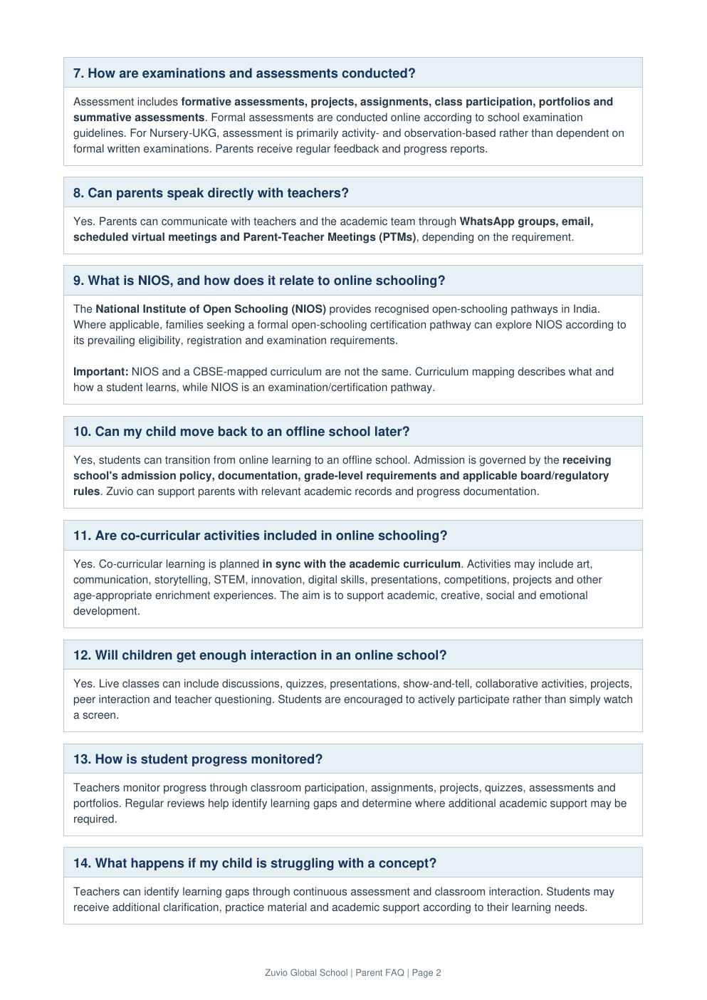 7. How are examinations and assessments conducted?
Assessment includes formative assessments, projects, assignments, class participation, portfolios and
summative assessments. Formal assessments are conducted online according to school examination
guidelines. For Nursery-UKG, assessment is primarily activity- and observation-based rather than dependent on
formal written examinations. Parents receive regular feedback and progress reports.
8. Can parents speak directly with teachers?
Yes. Parents can communicate with teachers and the academic team through WhatsApp groups, email,
scheduled virtual meetings and Parent-Teacher Meetings (PTMs), depending on the requirement.
9. What is NIOS, and how does it relate to online schooling?
The National Institute of Open Schooling (NIOS) provides recognised open-schooling pathways in India.
Where applicable, families seeking a formal open-schooling certification pathway can explore NIOS according to
its prevailing eligibility, registration and examination requirements.
Important: NIOS and a CBSE-mapped curriculum are not the same. Curriculum mapping describes what and
how a student learns, while NIOS is an examination/certification pathway.
10. Can my child move back to an offline school later?
Yes, students can transition from online learning to an offline school. Admission is governed by the receiving
school's admission policy, documentation, grade-level requirements and applicable board/regulatory
rules. Zuvio can support parents with relevant academic records and progress documentation.
11. Are co-curricular activities included in online schooling?
Yes. Co-curricular learning is planned in sync with the academic curriculum. Activities may include art,
communication, storytelling, STEM, innovation, digital skills, presentations, competitions, projects and other
age-appropriate enrichment experiences. The aim is to support academic, creative, social and emotional
development.
12. Will children get enough interaction in an online school?
Yes. Live classes can include discussions, quizzes, presentations, show-and-tell, collaborative activities, projects,
peer interaction and teacher questioning. Students are encouraged to actively participate rather than simply watch
a screen.
13. How is student progress monitored?
Teachers monitor progress through classroom participation, assignments, projects, quizzes, assessments and
portfolios. Regular reviews help identify learning gaps and determine where additional academic support may be
required.
14. What happens if my child is struggling with a concept?
Teachers can identify learning gaps through continuous assessment and classroom interaction. Students may
receive additional clarification, practice material and academic support according to their learning needs.
Zuvio Global School | Parent FAQ | Page 2